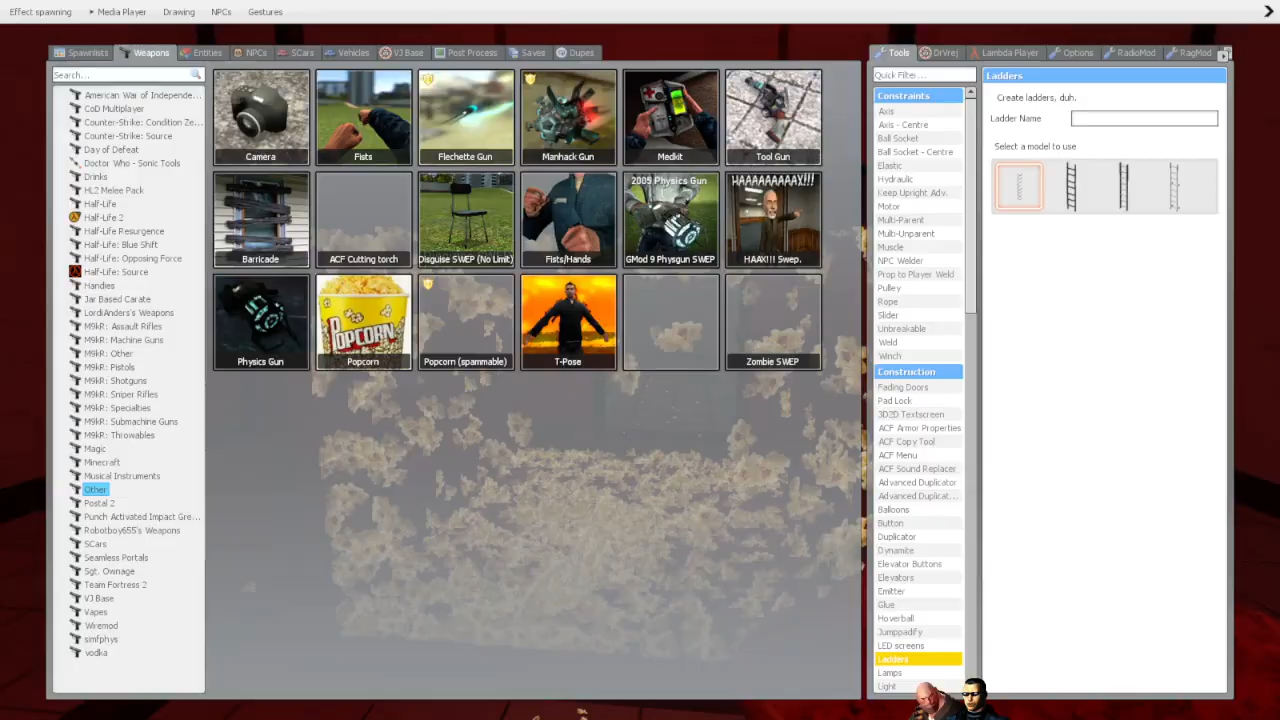 Effect spawning
Media Player
Drawing
NPCs
Gestures
Spawnlists
Weapons
Entities
NPCs
SCars
Vehicles
VJ Base
Post Process
Saves
Dupes
Search...
American War of Independe...
CoD Multiplayer
Counter-Strike: Condition Ze...
Counter-Strike: Source
Day of Defeat
Doctor Who - Sonic Tools
Drinks
HL2 Melee Pack
Half-Life
Half-Life 2
Half-Life Resurgence
Half-Life: Blue Shift
Half-Life: Opposing Force
Half-Life: Source
Handies
Jar Based Carate
LordiAnders's Weapons
M9kR: Assault Rifles
M9kR: Machine Guns
M9kR: Other
M9kR: Pistols
M9kR: Shotguns
M9kR: Sniper Rifles
M9kR: Specialties
M9kR: Submachine Guns
M9kR: Throwables
Magic
Minecraft
Musical Instruments
Other
Postal 2
Punch Activated Impact Gre...
Robotboy655's Weapons
SCars
Seamless Portals
Sgt. Ownage
Team Fortress 2
VJ Base
Vapes
Wiremod
simfphys
vodka
Camera
Fists
Flechette Gun
Manhack Gun
Medkit
Tool Gun
Barricade
ACF Cutting torch
Disguise SWEP (No Limit)
Fists/Hands
2005 Physics Gun
GMod 9 Physgun SWEP
HAAAAAAAAX!!!
HAAX!!! Swep.
Physics Gun
POPCORN
Popcorn
Popcorn (spammable)
T-Pose
Zombie SWEP
Tools
DrVrej
Lambda Player
Options
RadioMod
RagMod
Quick Filter...
Constraints
Axis
Axis - Centre
Ball Socket
Ball Socket - Centre
Elastic
Hydraulic
Keep Upright Adv.
Motor
Multi-Parent
Multi-Unparent
Muscle
NPC Welder
Prop to Player Weld
Pulley
Rope
Slider
Unbreakable
Weld
Winch
Construction
Fading Doors
Pad Lock
3D2D Textscreen
ACF Armor Properties
ACF Copy Tool
ACF Menu
ACF Sound Replacer
Advanced Duplicator
Advanced Duplicat...
Balloons
Button
Duplicator
Dynamite
Elevator Buttons
Elevators
Emitter
Glue
Hoverball
Jumppadify
LED screens
Ladders
Lamps
Light
Ladders
Create ladders, duh.
Ladder Name
Select a model to use